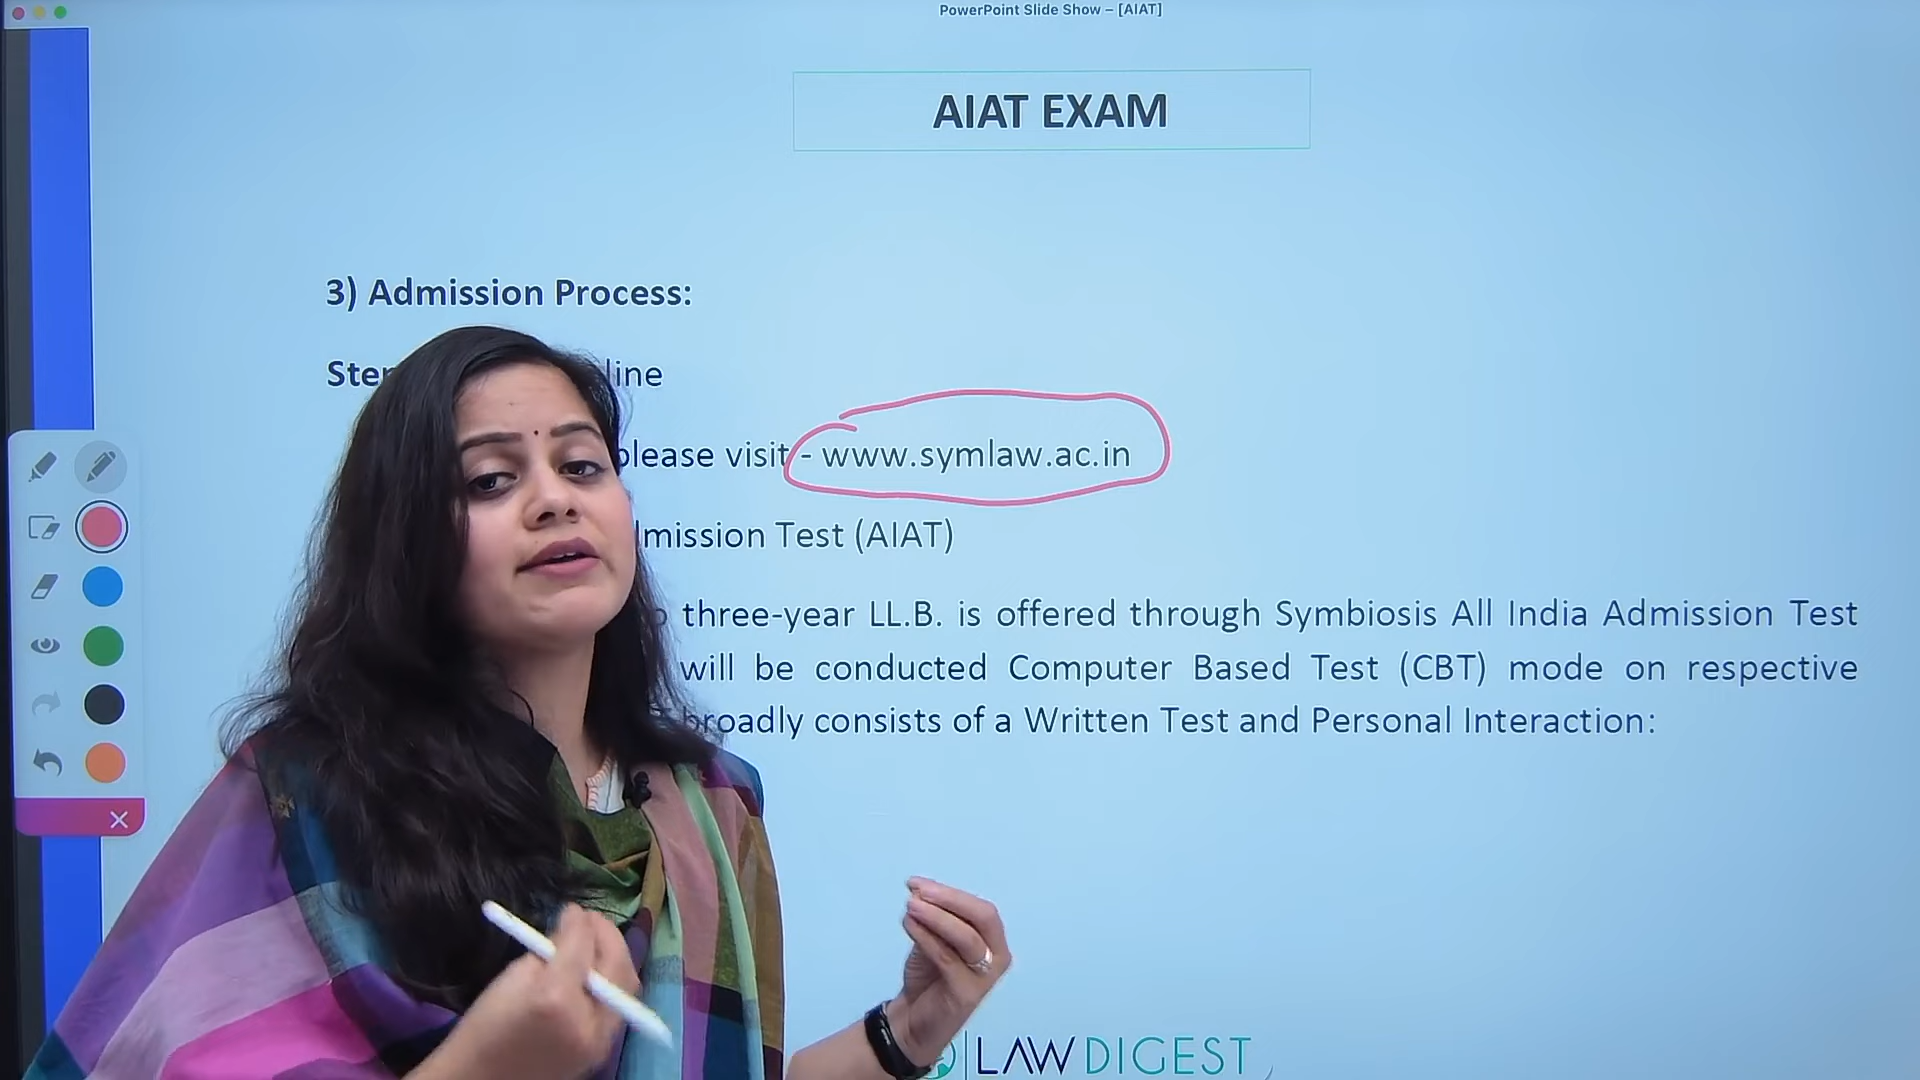 PowerPoint Slide Show – [AIAT]
AIAT EXAM
3) Admission Process:
line
please visit - www.symlaw.ac.in
Test (AIAT)
three-year LL.B. is offered through Symbiosis All India Admission Test
will be conducted Computer Based Test (CBT) mode on respective
broadly consists of a Written Test and Personal Interaction:
LAW DIGEST